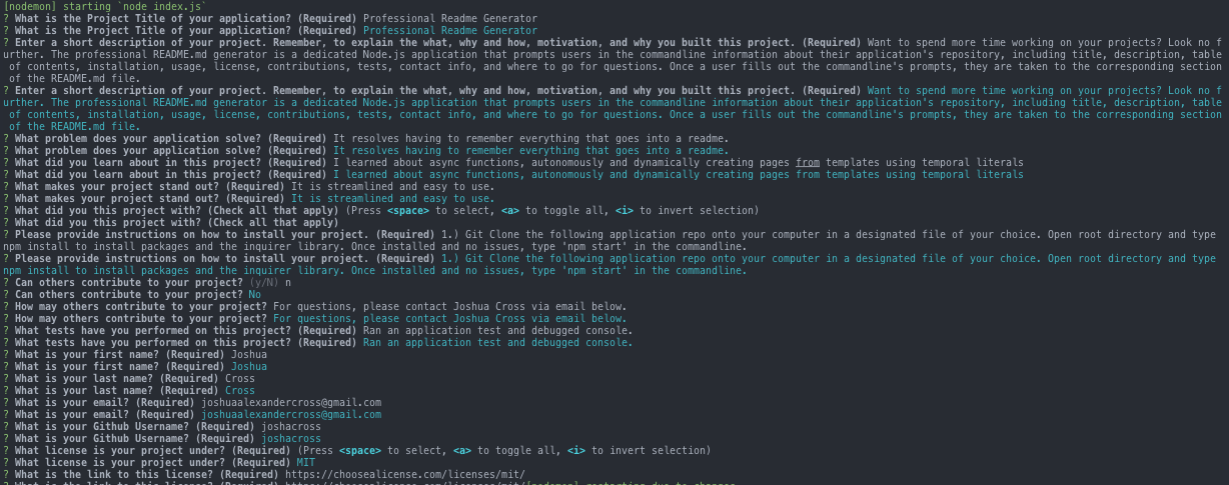 [nodemon] starting `node index.js`
? What is the Project Title of your application? (Required) Professional Readme Generator
? What is the Project Title of your application? (Required) Professional Readme Generator
? Enter a short description of your project. Remember, to explain the what, why and how, motivation, and why you built this project. (Required) Want to spend more time working on your projects? Look no f
urther. The professional README.md generator is a dedicated Node.js application that prompts users in the commandline information about their application's repository, including title, description, table
 of contents, installation, usage, license, contributions, tests, contact info, and where to go for questions. Once a user fills out the commandline's prompts, they are taken to the corresponding section
 of the README.md file.
? Enter a short description of your project. Remember, to explain the what, why and how, motivation, and why you built this project. (Required) Want to spend more time working on your projects? Look no f
urther. The professional README.md generator is a dedicated Node.js application that prompts users in the commandline information about their application's repository, including title, description, table
 of contents, installation, usage, license, contributions, tests, contact info, and where to go for questions. Once a user fills out the commandline's prompts, they are taken to the corresponding section
 of the README.md file.
? What problem does your application solve? (Required) It resolves having to remember everything that goes into a readme.
? What problem does your application solve? (Required) It resolves having to remember everything that goes into a readme.
? What did you learn about in this project? (Required) I learned about async functions, autonomously and dynamically creating pages from templates using temporal literals
? What did you learn about in this project? (Required) I learned about async functions, autonomously and dynamically creating pages from templates using temporal literals
? What makes your project stand out? (Required) It is streamlined and easy to use.
? What makes your project stand out? (Required) It is streamlined and easy to use.
? What did you this project with? (Check all that apply) (Press <space> to select, <a> to toggle all, <i> to invert selection)
? What did you this project with? (Check all that apply)
? Please provide instructions on how to install your project. (Required) 1.) Git Clone the following application repo onto your computer in a designated file of your choice. Open root directory and type
npm install to install packages and the inquirer library. Once installed and no issues, type 'npm start' in the commandline.
? Please provide instructions on how to install your project. (Required) 1.) Git Clone the following application repo onto your computer in a designated file of your choice. Open root directory and type
npm install to install packages and the inquirer library. Once installed and no issues, type 'npm start' in the commandline.
? Can others contribute to your project? (y/N) n
? Can others contribute to your project? No
? How may others contribute to your project? For questions, please contact Joshua Cross via email below.
? How may others contribute to your project? For questions, please contact Joshua Cross via email below.
? What tests have you performed on this project? (Required) Ran an application test and debugged console.
? What tests have you performed on this project? (Required) Ran an application test and debugged console.
? What is your first name? (Required) Joshua
? What is your first name? (Required) Joshua
? What is your last name? (Required) Cross
? What is your last name? (Required) Cross
? What is your email? (Required) joshuaalexandercross@gmail.com
? What is your email? (Required) joshuaalexandercross@gmail.com
? What is your Github Username? (Required) joshacross
? What is your Github Username? (Required) joshacross
? What license is your project under? (Required) (Press <space> to select, <a> to toggle all, <i> to invert selection)
? What license is your project under? (Required) MIT
? What is the link to this license? (Required) https://choosealicense.com/licenses/mit/
? What is the link to this license? (Required) https://choosealicense.com/licenses/mit/[nodemon] restarting due to changes...